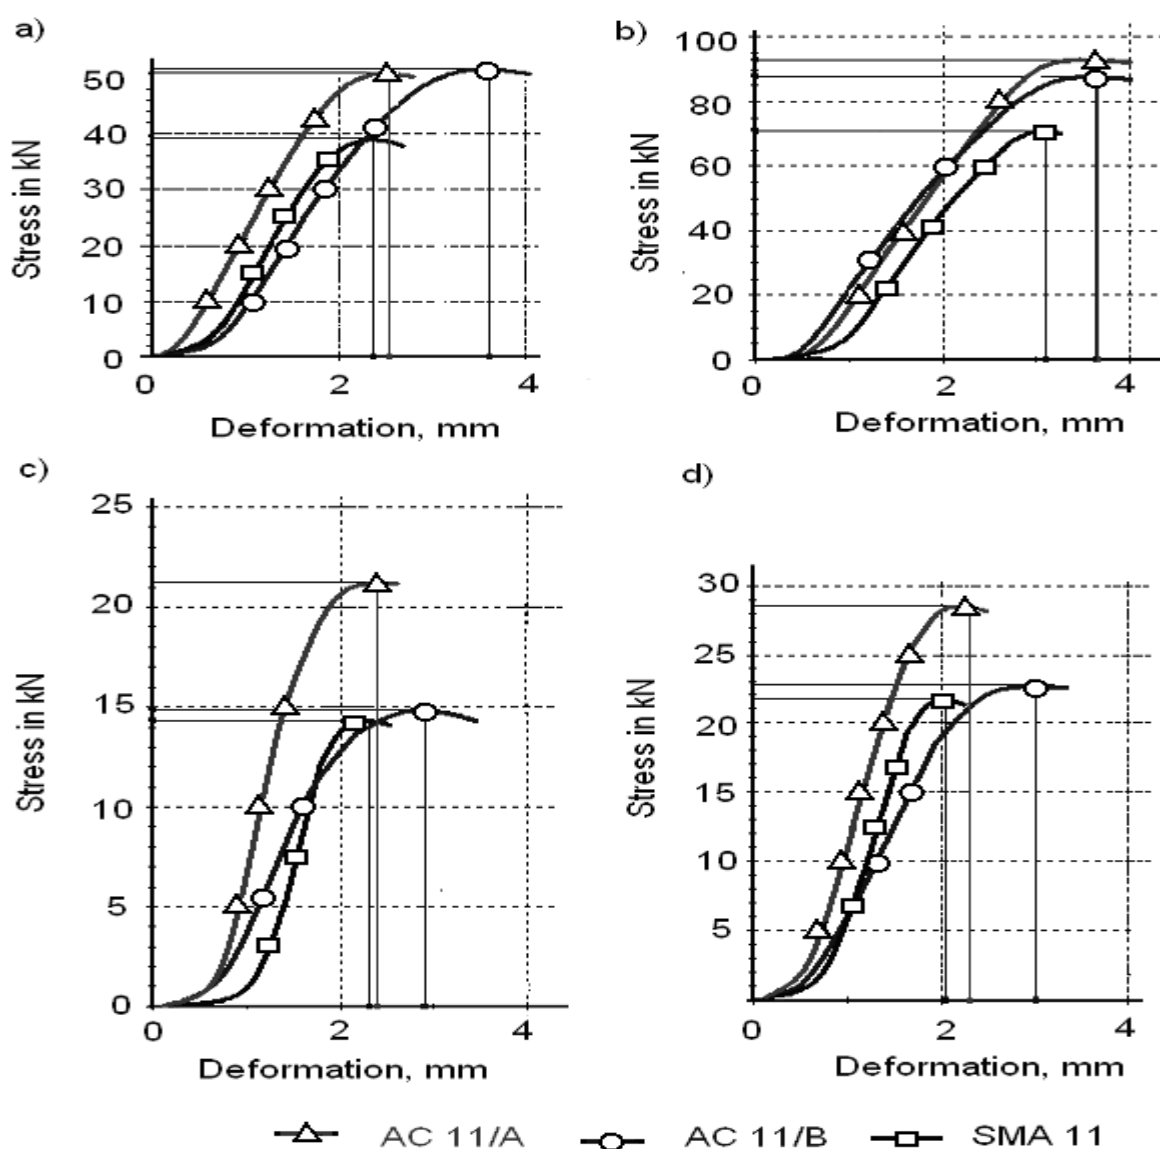 a)
50
40
30
20
10
0
Stress in kN
0 2 4
Deformation, mm
b)
100
80
60
40
20
0
Stress in kN
0 2 4
Deformation, mm
c)
25
20
15
10
5
0
Stress in kN
0 2 4
Deformation, mm
d)
30
25
20
15
10
5
Stress in kN
0 2 4
Deformation, mm
AC 11/A AC 11/B SMA 11